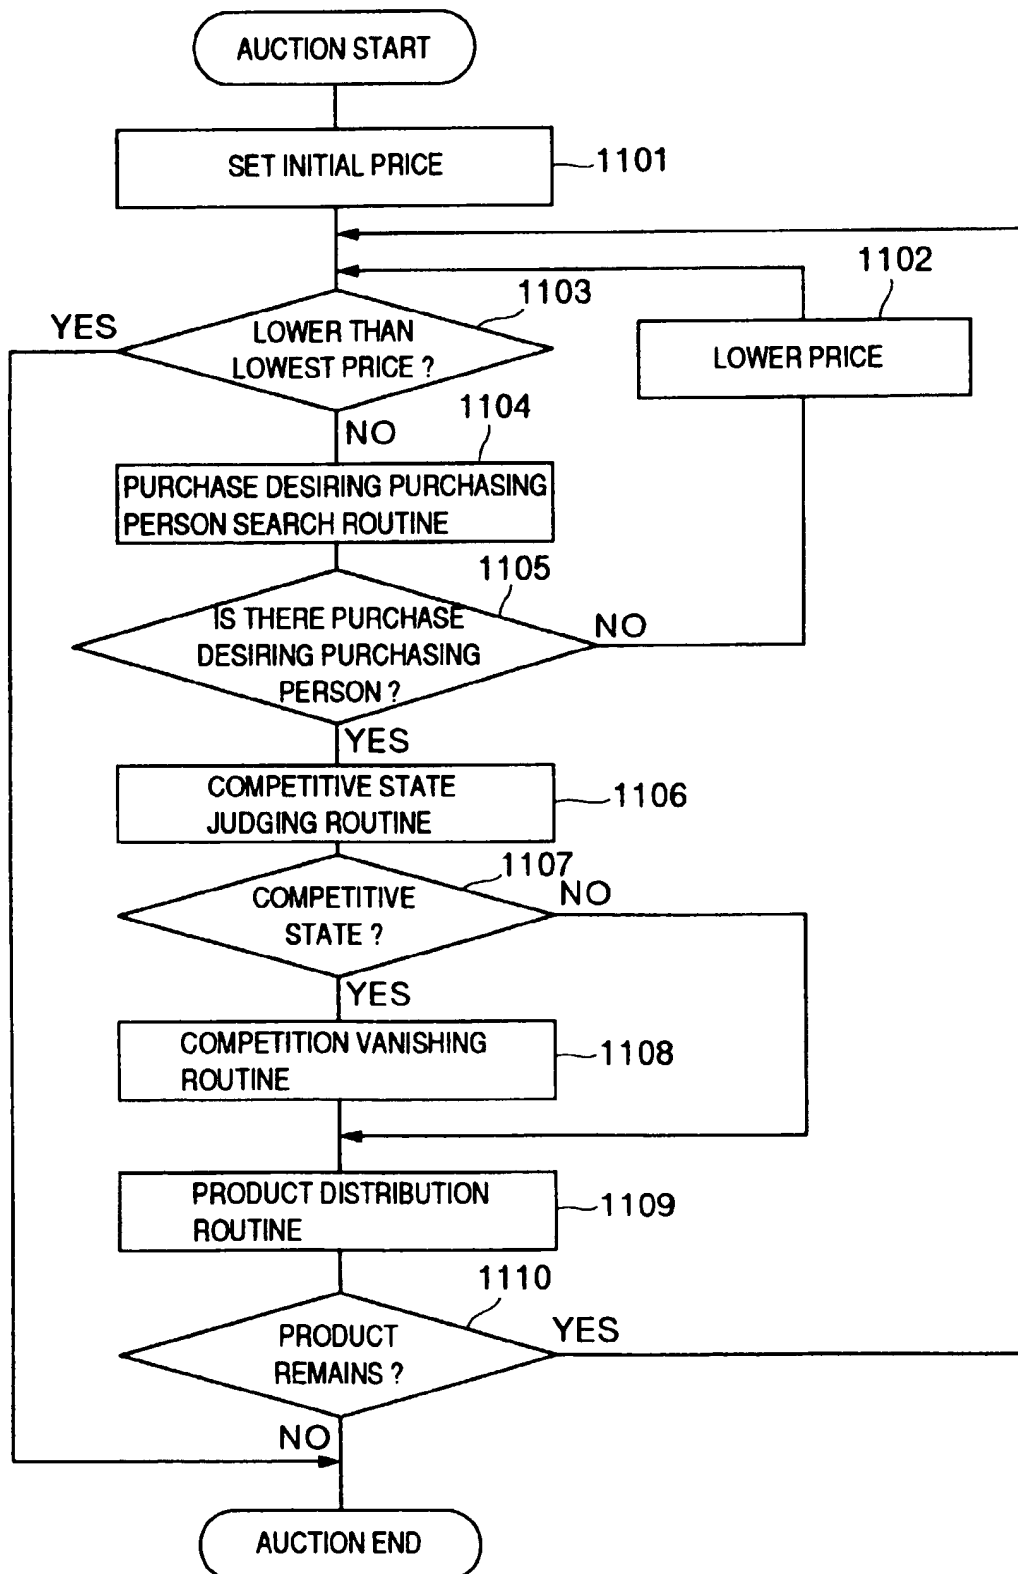 AUCTION START
SET INITIAL PRICE
1101
1102
LOWER PRICE
1103
YES
LOWER THAN
LOWEST PRICE ?
NO
1104
PURCHASE DESIRING PURCHASING
PERSON SEARCH ROUTINE
1105
IS THERE PURCHASE
DESIRING PURCHASING
PERSON ?
NO
YES
COMPETITIVE STATE
JUDGING ROUTINE
1106
1107
COMPETITIVE
STATE ?
NO
YES
COMPETITION VANISHING
ROUTINE
1108
PRODUCT DISTRIBUTION
ROUTINE
1109
1110
PRODUCT
REMAINS ?
YES
NO
AUCTION END